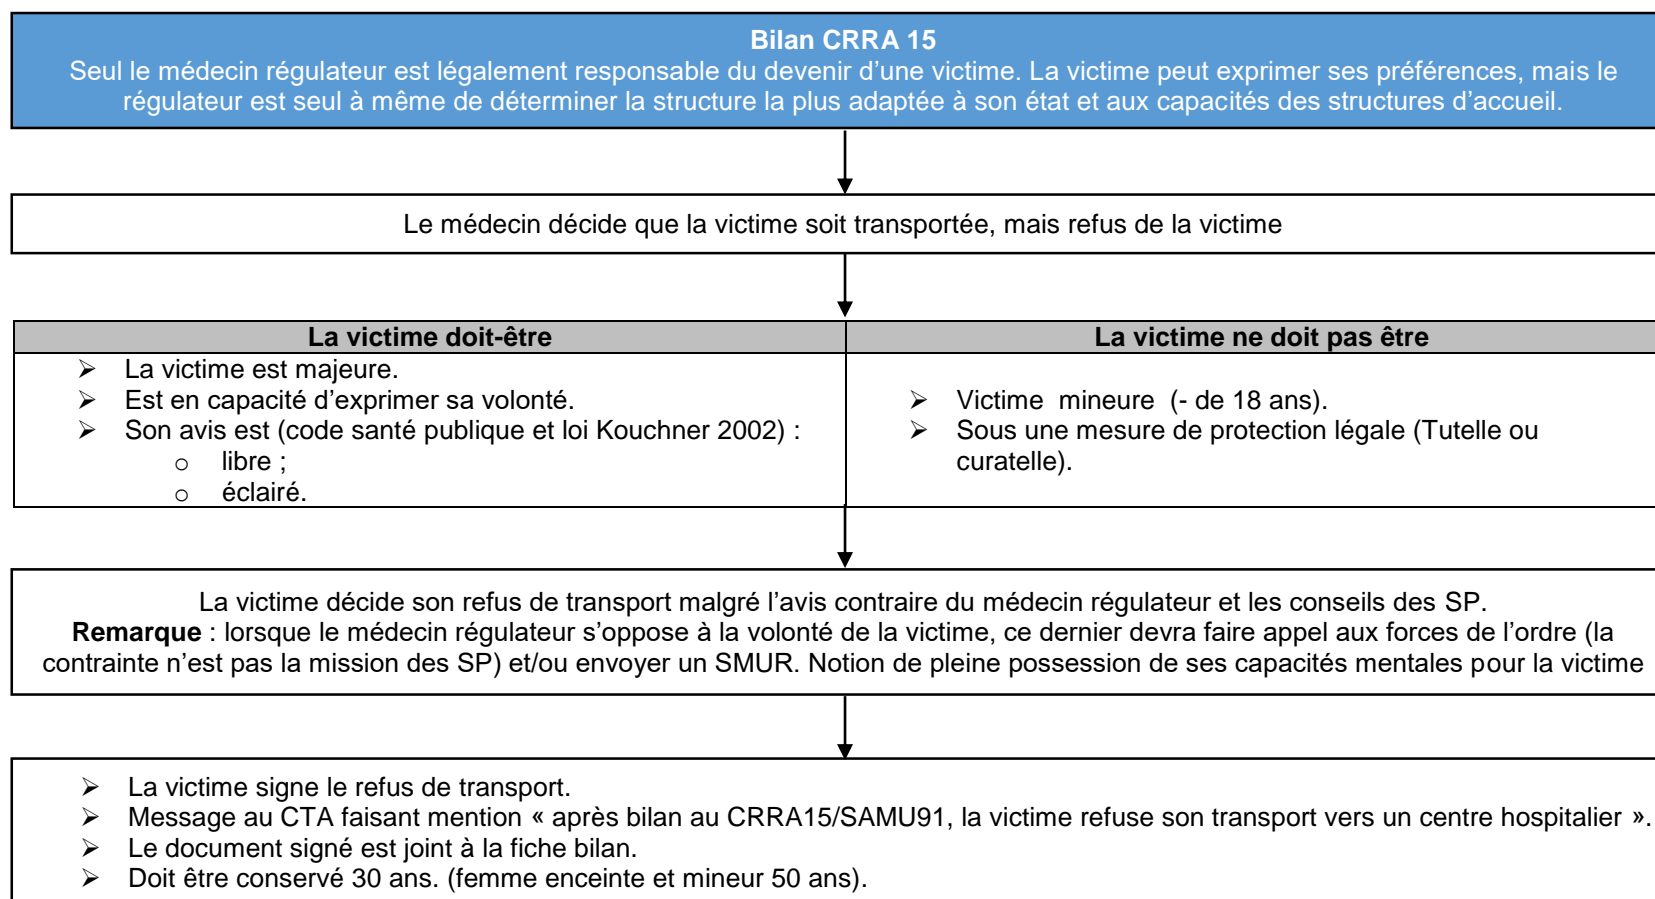 Bilan CRRA 15
Seul le médecin régulateur est légalement responsable du devenir d’une victime. La victime peut exprimer ses préférences, mais le
régulateur est seul à même de déterminer la structure la plus adaptée à son état et aux capacités des structures d’accueil.
Le médecin décide que la victime soit transportée, mais refus de la victime
La victime doit-être
➢ La victime est majeure.
➢ Est en capacité d’exprimer sa volonté.
➢ Son avis est (code santé publique et loi Kouchner 2002) :
o libre ;
o éclairé.
La victime ne doit pas être
➢ Victime mineure (- de 18 ans).
➢ Sous une mesure de protection légale (Tutelle ou
curatelle).
La victime décide son refus de transport malgré l’avis contraire du médecin régulateur et les conseils des SP.
Remarque : lorsque le médecin régulateur s’oppose à la volonté de la victime, ce dernier devra faire appel aux forces de l’ordre (la
contrainte n’est pas la mission des SP) et/ou envoyer un SMUR. Notion de pleine possession de ses capacités mentales pour la victime
➢ La victime signe le refus de transport.
➢ Message au CTA faisant mention « après bilan au CRRA15/SAMU91, la victime refuse son transport vers un centre hospitalier ».
➢ Le document signé est joint à la fiche bilan.
➢ Doit être conservé 30 ans. (femme enceinte et mineur 50 ans).